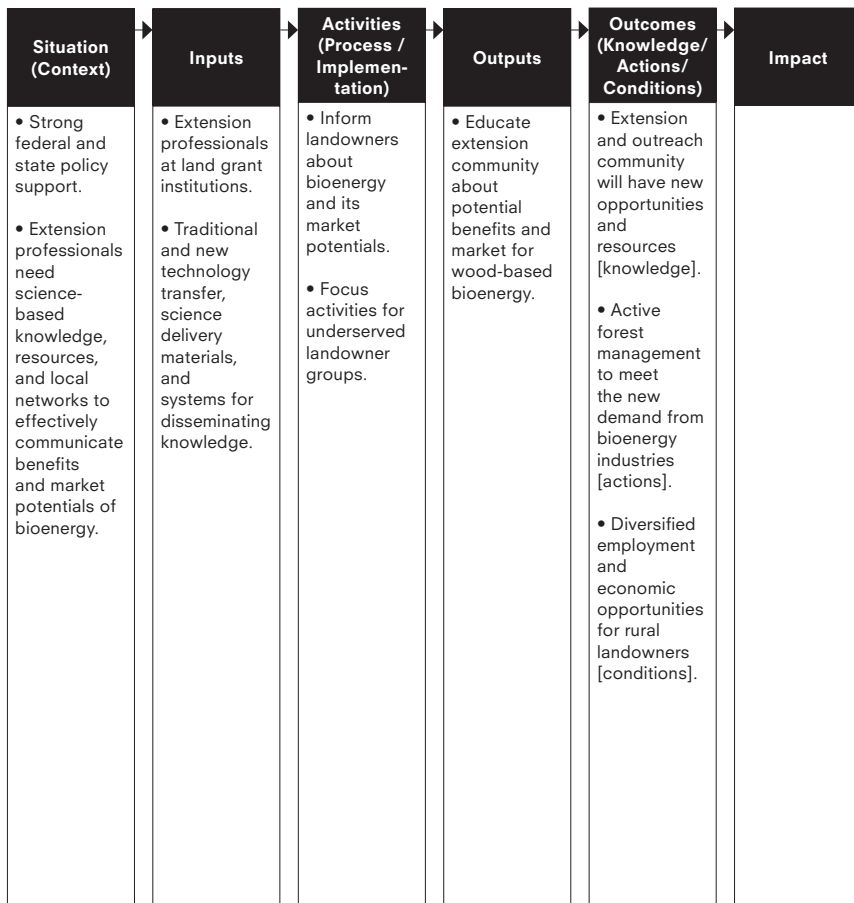 Situation
(Context)
• Strong
federal and
state policy
support.
• Extension
professionals
need
science-
based
knowledge,
resources,
and local
networks to
effectively
communicate
benefits
and market
potentials of
bioenergy.
Inputs
• Extension
professionals
at land grant
institutions.
• Traditional
and new
technology
transfer,
science
delivery
materials,
and
systems for
disseminating
knowledge.
Activities
(Process /
Implemen-
tation)
• Inform
landowners
about
bioenergy
and its
market
potentials.
• Focus
activities for
underserved
landowner
groups.
Outputs
• Educate
extension
community
about
potential
benefits and
market for
wood-based
bioenergy.
Outcomes
(Knowledge/
Actions/
Conditions)
• Extension
and outreach
community
will have new
opportunities
and
resources
[knowledge].
• Active
forest
management
to meet
the new
demand from
bioenergy
industries
[actions].
• Diversified
employment
and
economic
opportunities
for rural
landowners
[conditions].
Impact